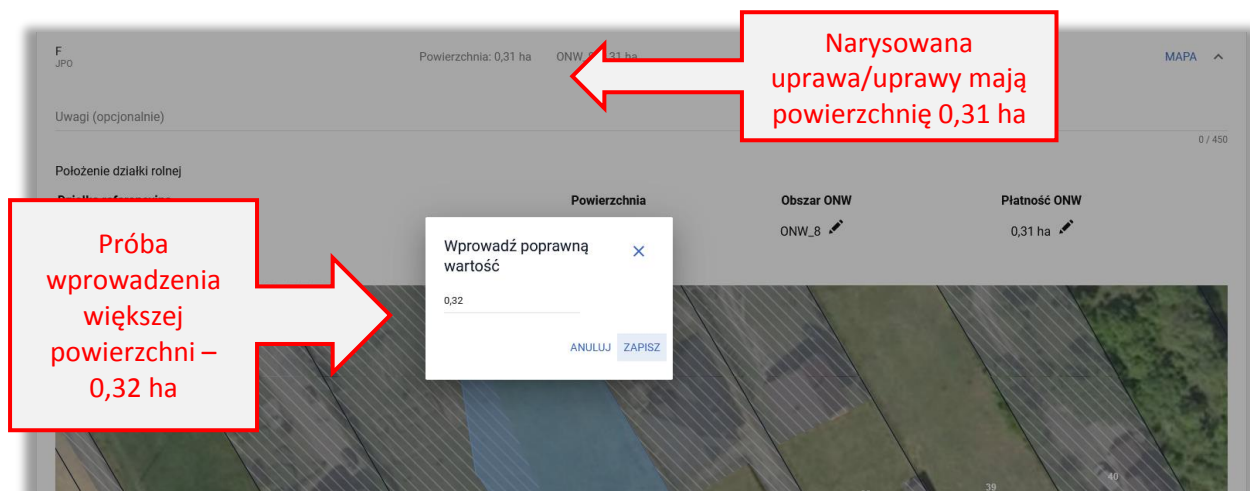 F
JPO
Powierzchnia: 0,31 ha
MAPA
Narysowana
uprawa/uprawy mają
powierzchnię 0,31 ha
Uwagi (opcjonalnie)
0 / 450
Położenie działki rolnej
Powierzchnia Obszar ONW Płatność ONW
ONW_8 0,31 ha
Próba
wprowadzenia
większej
powierzchni –
0,32 ha
Wprowadź poprawną
wartość
0,32
ANULUJ ZAPISZ
39
40